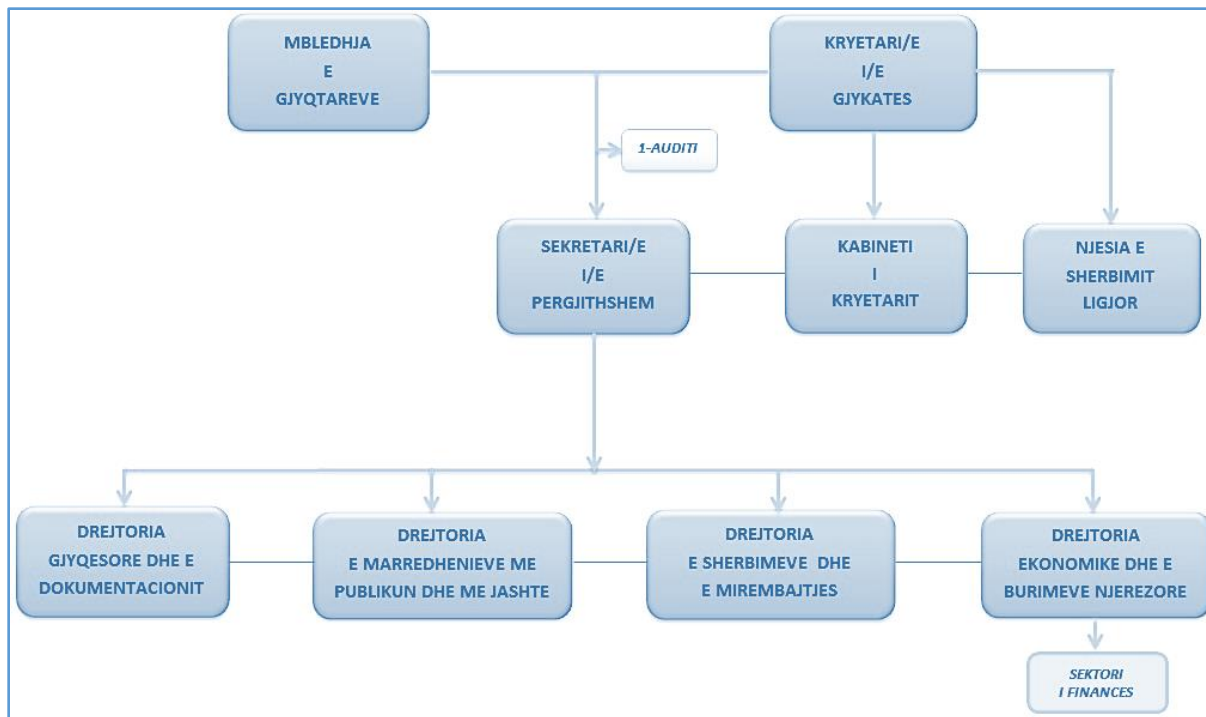 MBLEDHJA
E
GJYQTAREVE
KRYETARI/E
I/E
GJYKATES
1-AUDITI
SEKRETARI/E
I/E
PERGJITHSHEM
KABINETI
I
KRYETARIT
NJESIA E
SHERBIMIT
LIGJOR
DREJTORIA
GJYQESORE DHE E
DOKUMENTACIONIT
DREJTORIA
E MARREDHENIEVE ME
PUBLIKUN DHE ME JASHTE
DREJTORIA
E SHERBIMEVE DHE
E MIREMBAJTJES
DREJTORIA
EKONOMIKE DHE E
BURIMEVE NJEREZORE
SEKTORI
I FINANCES